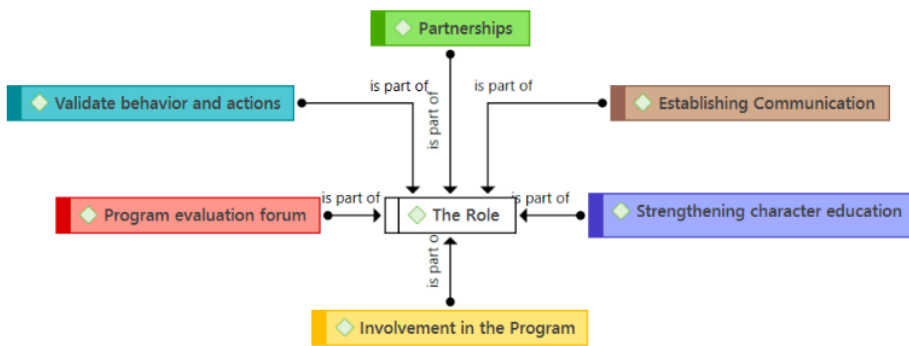 Partnerships
is part of
Validate behavior and actions
is part of
is part of
Establishing Communication
Program evaluation forum
is part of
The Role
is part of
Strengthening character education
is part of
Involvement in the Program